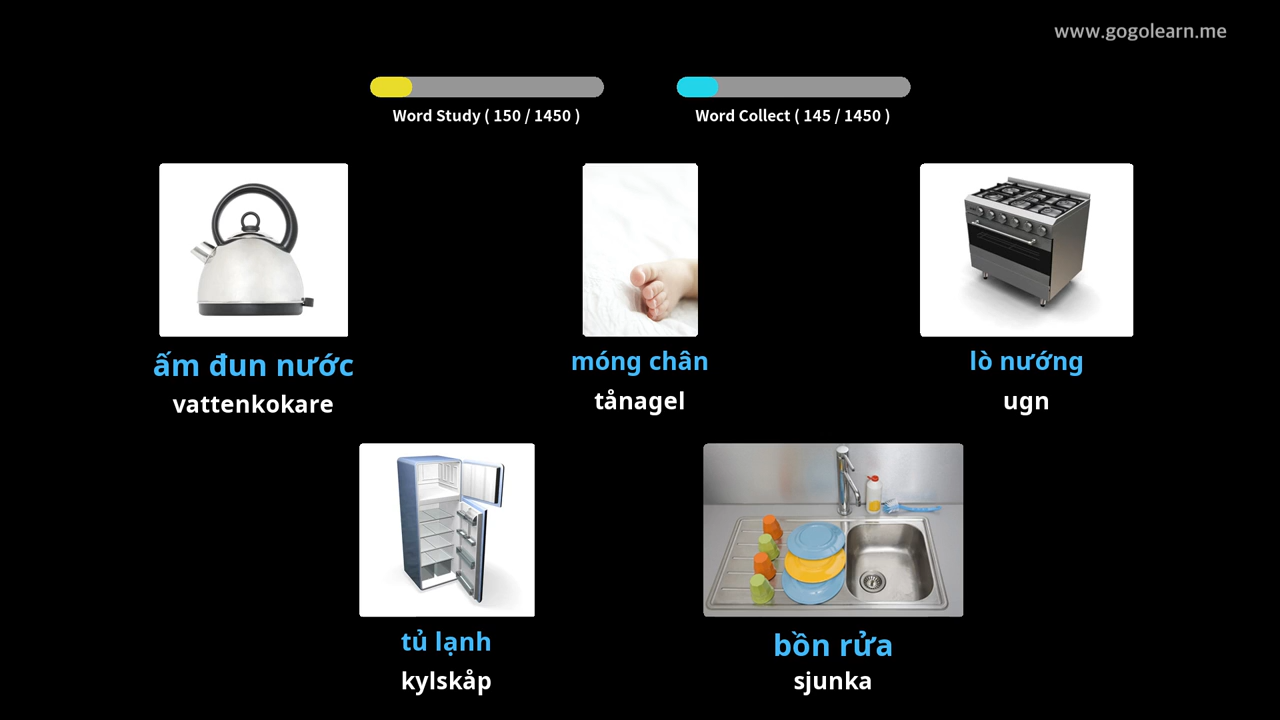 www.gogolearn.me
Word Study ( 150 / 1450 )
Word Collect ( 145 / 1450 )
ấm đun nước
vattenkokare
móng chân
tånagel
lò nướng
ugn
tủ lạnh
kylskåp
bồn rửa
sjunka